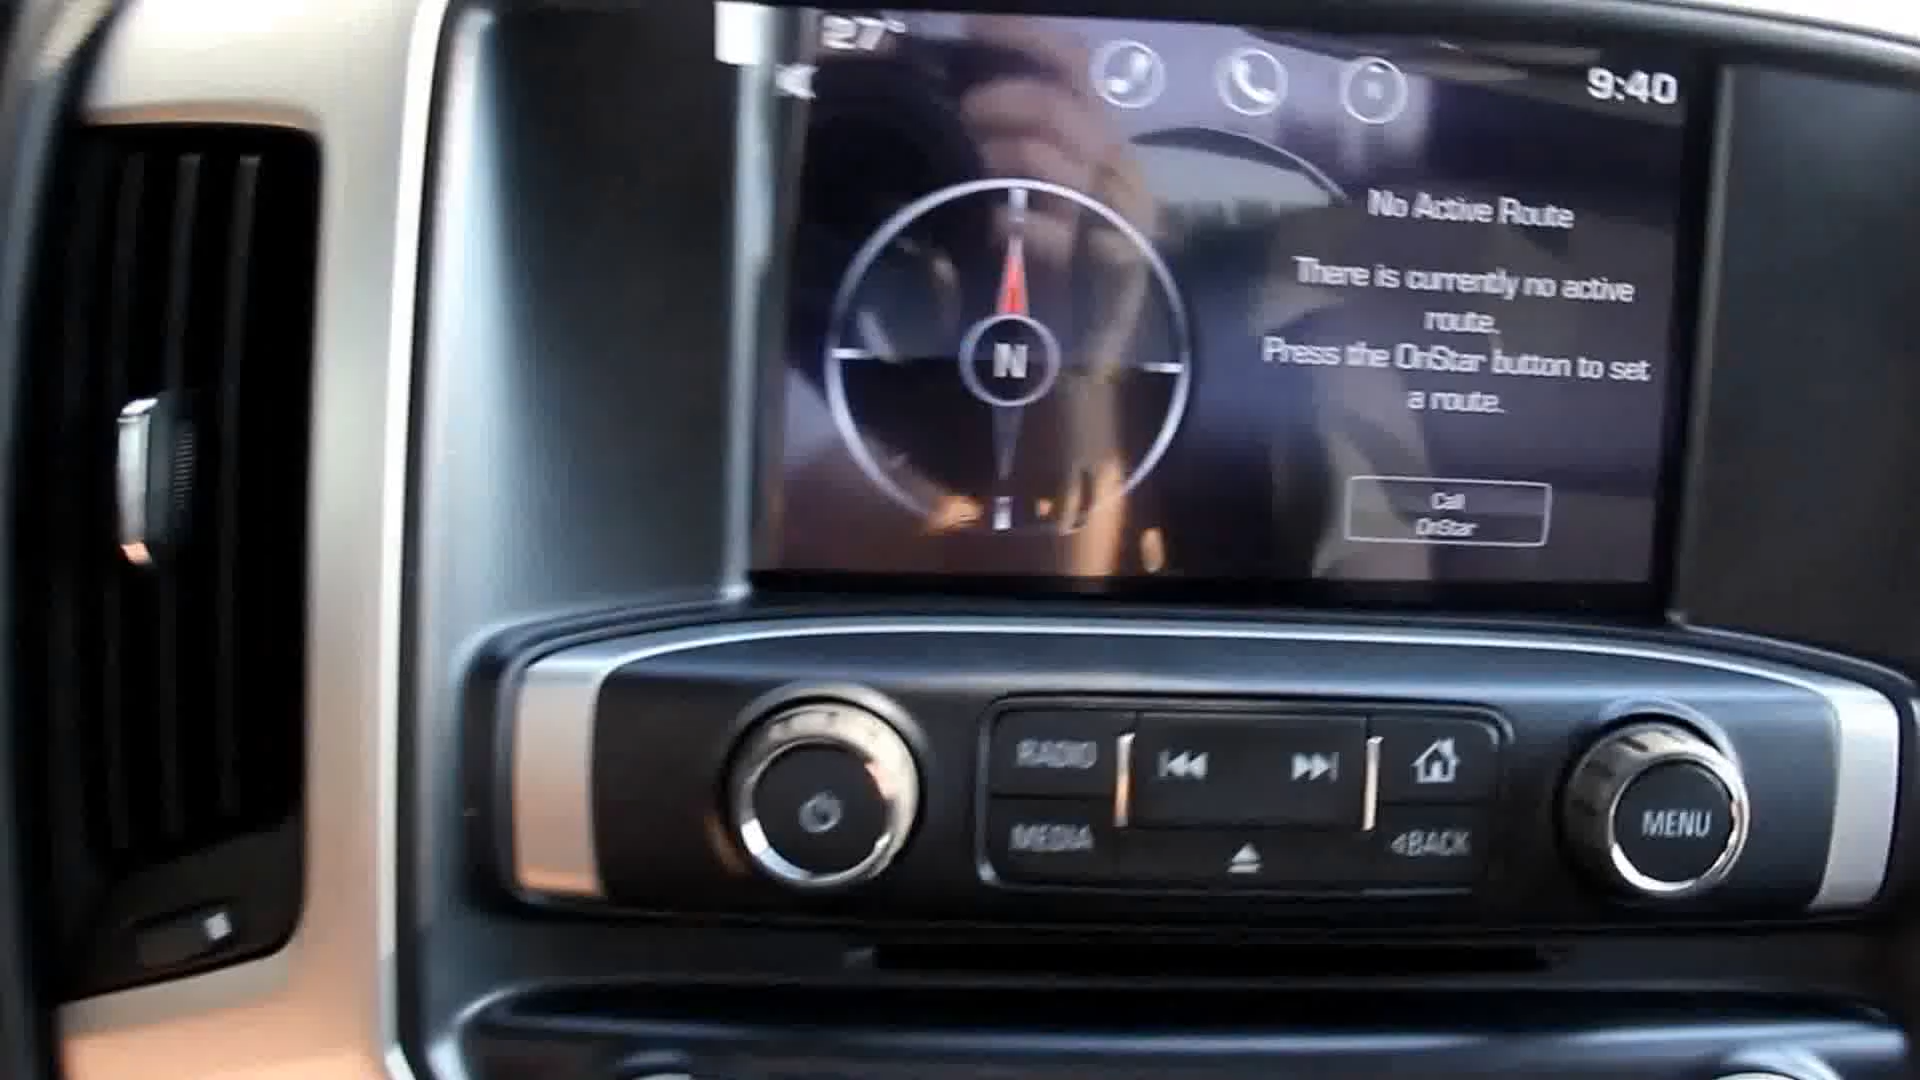 27°
9:40
No Active Route
There is currently no active
route.
Press the OnStar button to set
a route.
N
Call
OnStar
RADIO
MEDIA
◃BACK
MENU